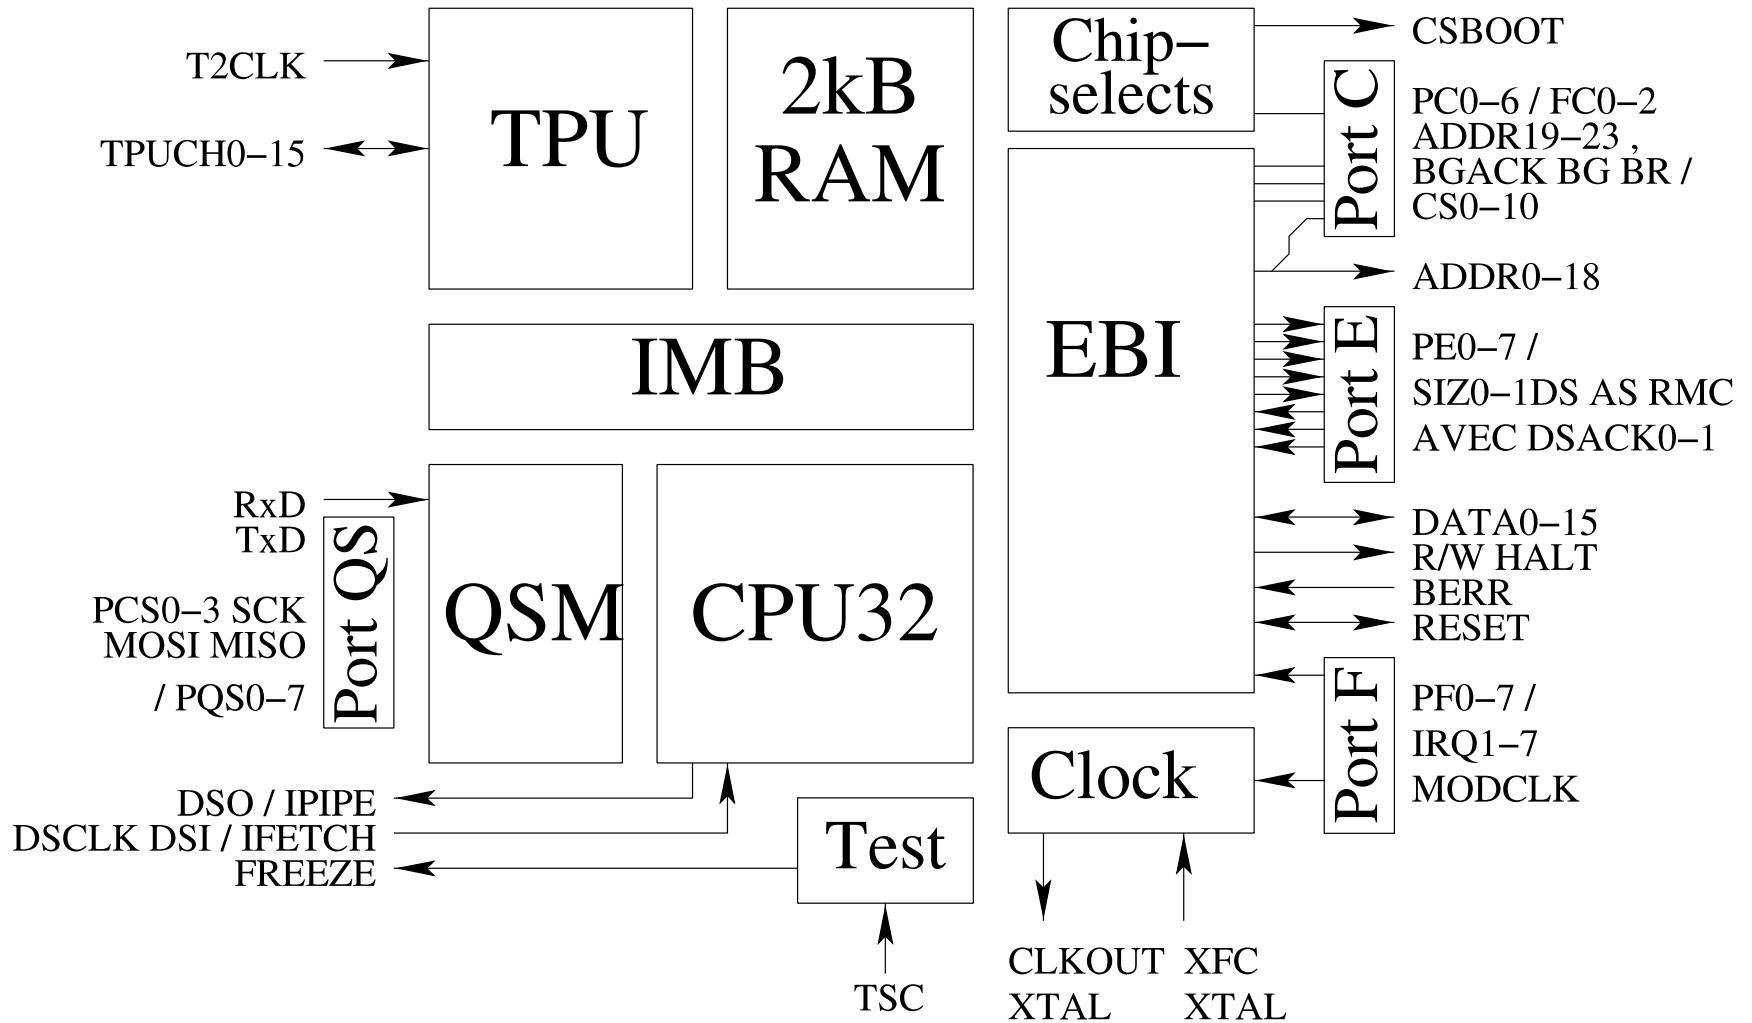 T2CLK
TPUCH0–15
TPU
2kB
RAM
Chip–
selects
CSBOOT
Port C
PC0–6 / FC0–2
ADDR19–23 ,
BGACK BG BR /
CS0–10
ADDR0–18
IMB
EBI
Port E
PE0–7 /
SIZ0–1DS AS RMC
AVEC DSACK0–1
RxD
TxD
PCS0–3 SCK
MOSI MISO
/ PQS0–7
Port QS
QSM
CPU32
DATA0–15
R/W HALT
BERR
RESET
Port F
PF0–7 /
IRQ1–7
MODCLK
Clock
DSO / IPIPE
DSCLK DSI / IFETCH
FREEZE
Test
TSC
CLKOUT
XTAL
XFC
XTAL